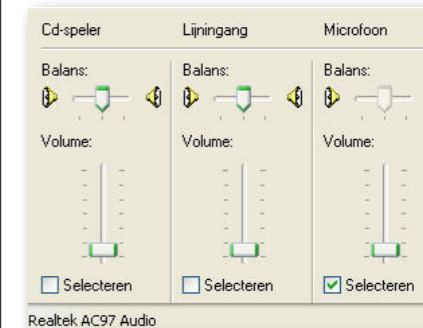 Cd-speler Lijningang Microfoon
Balans: Balans: Balans:
Volume: Volume: Volume:
Selecteren Selecteren Selecteren
Realtek AC97 Audio